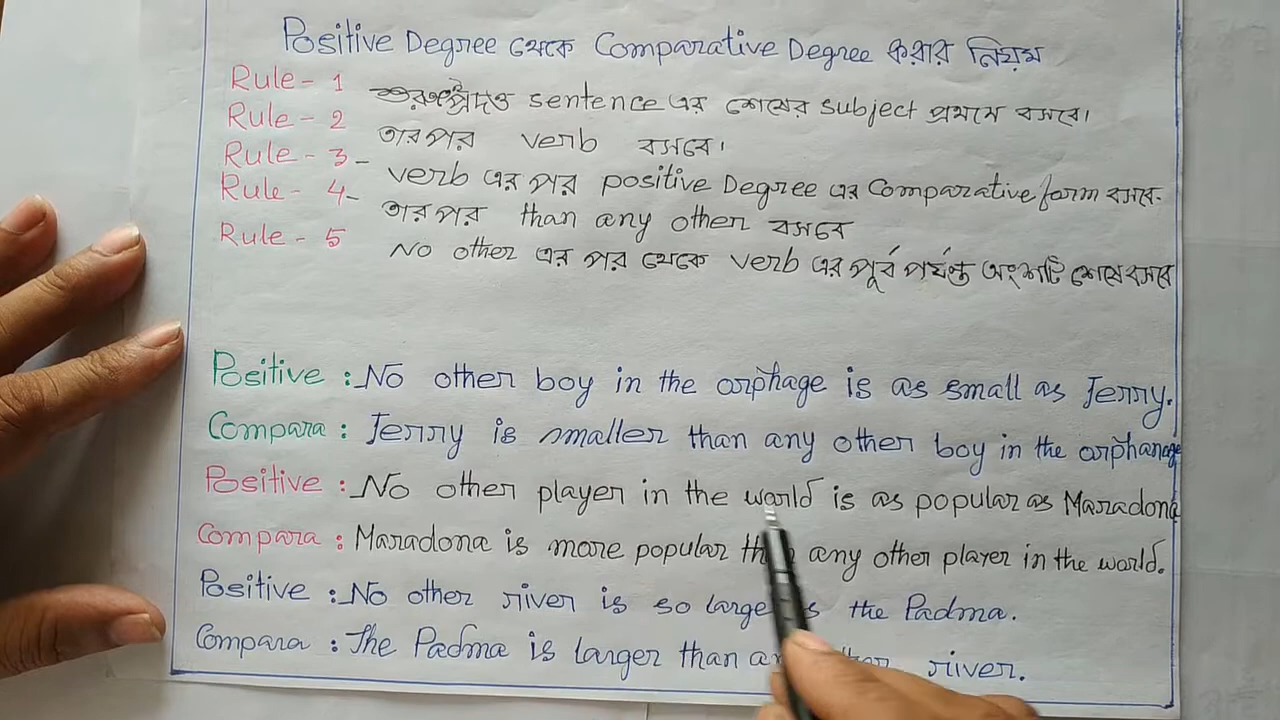 Positive Degree থেকে Comparative Degree করার নিয়ম
Rule - 1 প্রদত্ত sentence এর শেষের subject প্রথমে বসবে।
Rule - 2 তারপর verb বসবে।
Rule - 3 - verb এর পর positive Degree এর Comparative form বসবে.
Rule - 4 - তারপর than any other বসবে
Rule - 5 No other এর পর থেকে verb এর পূর্ব পর্যন্ত অংশটি শেষে বসবে
Positive : No other boy in the orphage is as small as Jerry.
Compara : Jerry is smaller than any other boy in the orphanage
Positive : No other player in the world is as popular as Maradona
Compara : Maradona is more popular than any other player in the world.
Positive : No other river is so large as the Padma.
Compara : The Padma is larger than any other river.